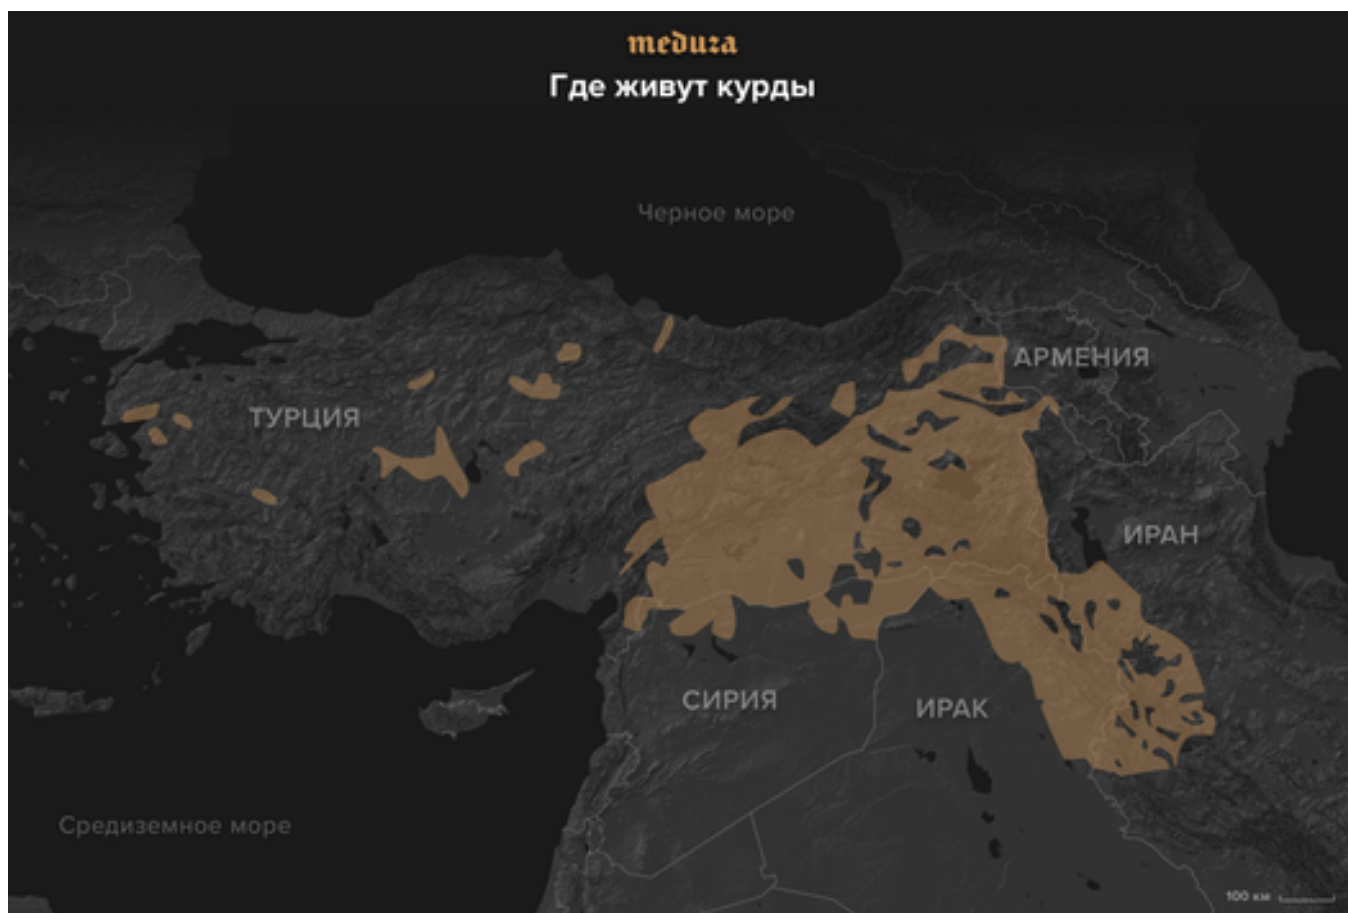 meduza
Где живут курды
Черное море
АРМЕНИЯ
ТУРЦИЯ
ИРАН
СИРИЯ
ИРАК
Средиземное море
100 км